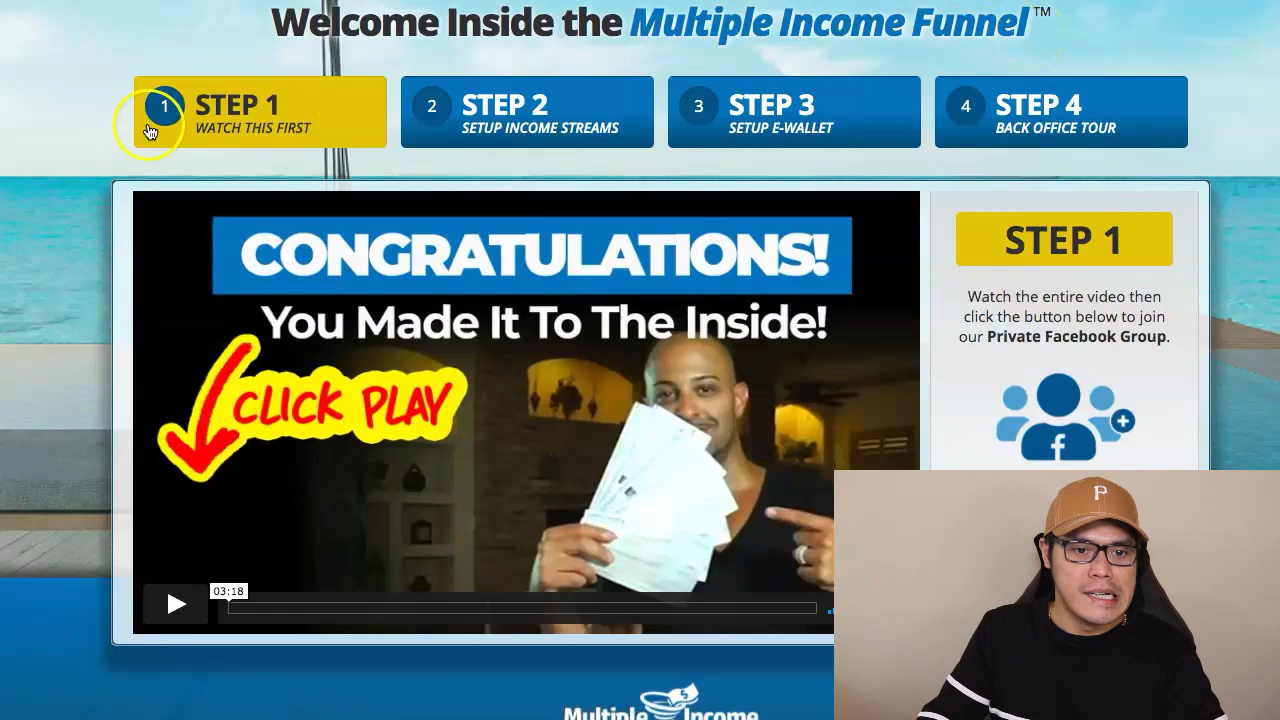 Welcome Inside the Multiple Income Funnel™
1 STEP 1
WATCH THIS FIRST
2 STEP 2
SETUP INCOME STREAMS
3 STEP 3
SETUP E-WALLET
4 STEP 4
BACK OFFICE TOUR
CONGRATULATIONS!
You Made It To The Inside!
CLICK PLAY
03:18
STEP 1
Watch the entire video then
click the button below to join
our Private Facebook Group.
f
P
Multiple Income